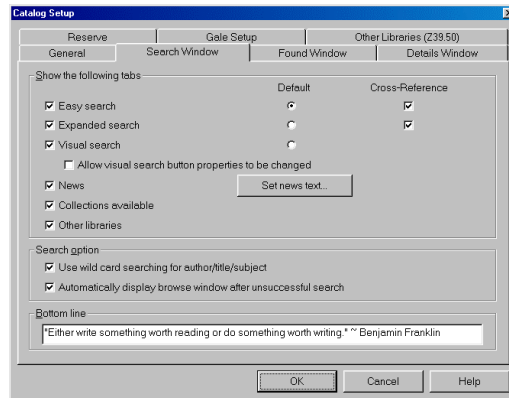 Catalog Setup
Reserve Gale Setup Other Libraries (Z39.50)
General Search Window Found Window Details Window
Show the following tabs
Default Cross-Reference
Easy search
Expanded search
Visual search
Allow visual search button properties to be changed
News Set news text...
Collections available
Other libraries
Search option
Use wild card searching for author/title/subject
Automatically display browse window after unsuccessful search
Bottom line
"Either write something worth reading or do something worth writing." ~ Benjamin Franklin
OK Cancel Help